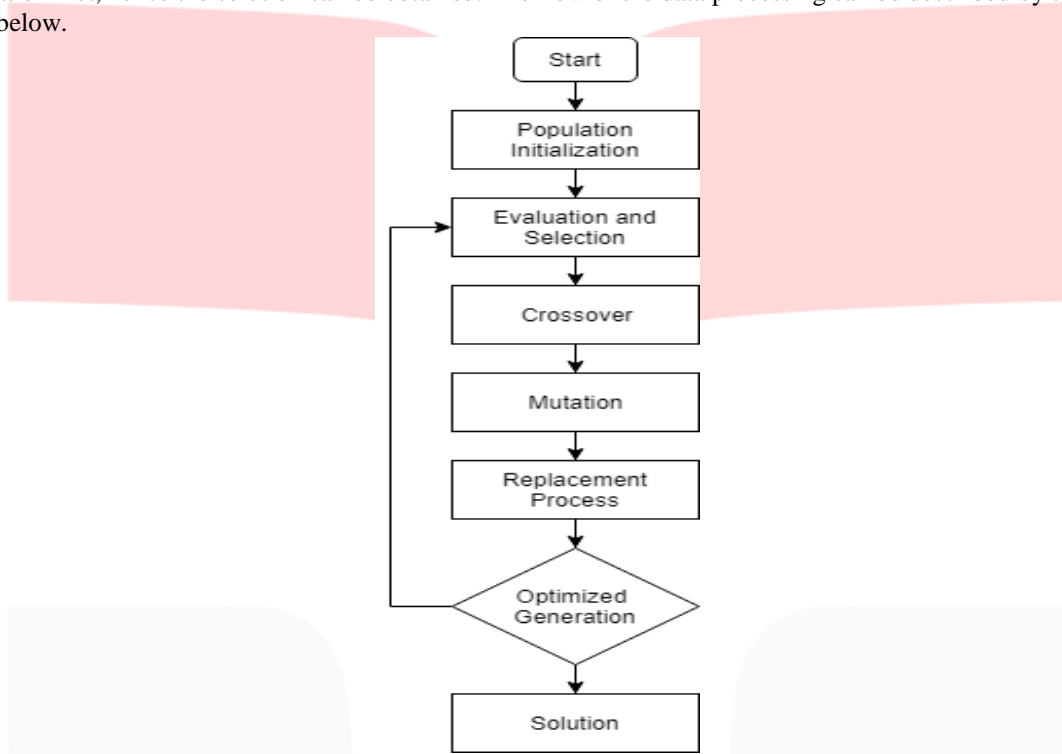 below.
Start
Population
Initialization
Evaluation and
Selection
Crossover
Mutation
Replacement
Process
Optimized
Generation
Solution